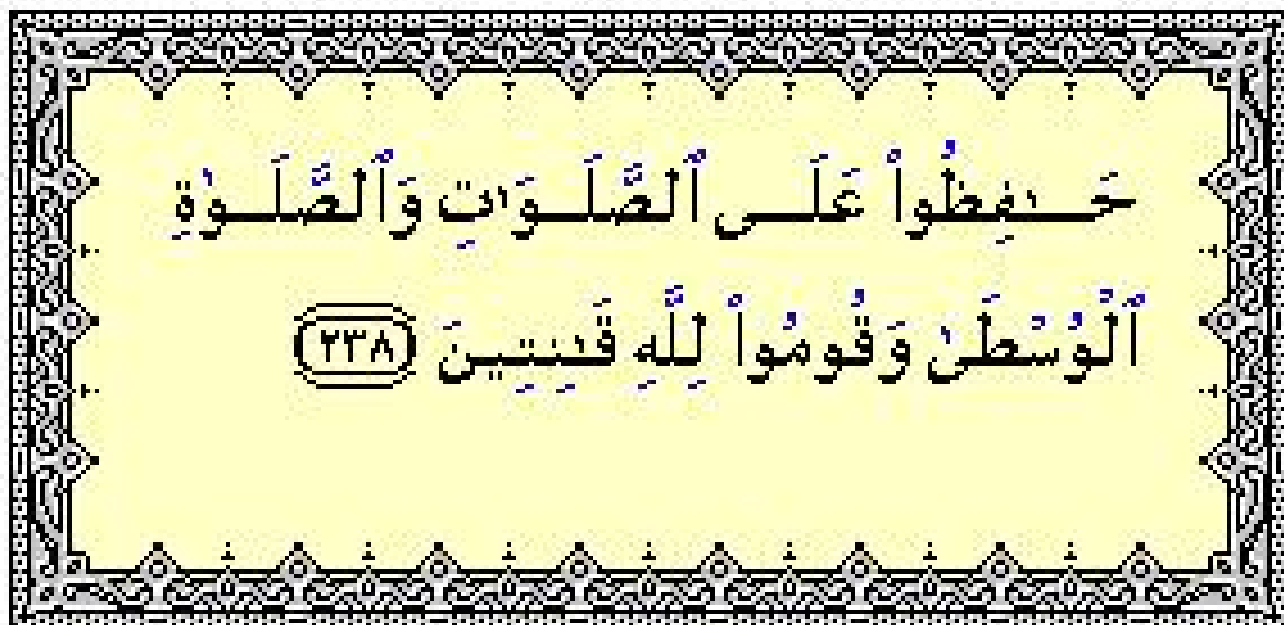 حَـٰفِظُوا۟ عَلَى ٱلصَّلَوَٰتِ وَٱلصَّلَوٰةِ
ٱلْوُسْطَىٰ وَقُومُوا۟ لِلَّهِ قَـٰنِتِينَ ٢٣٨